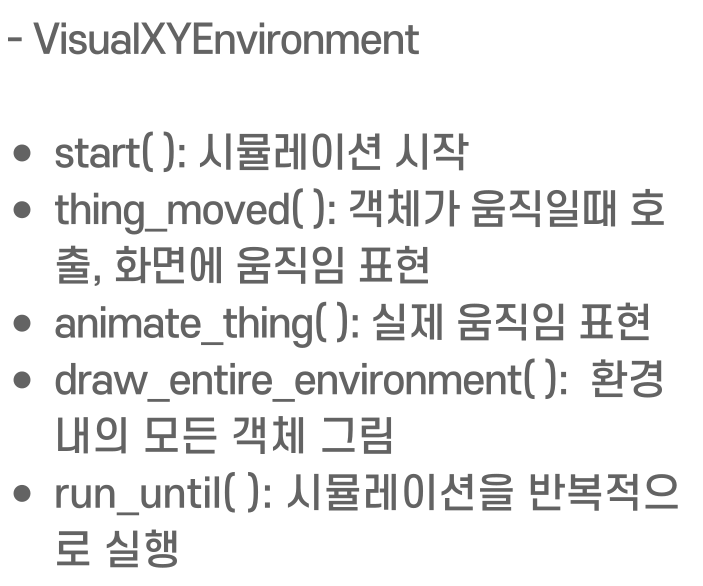 - VisualXYEnvironment
• start( ): 시뮬레이션 시작
• thing_moved( ): 객체가 움직일때 호
출, 화면에 움직임 표현
• animate_thing( ): 실제 움직임 표현
• draw_entire_environment( ): 환경
내의 모든 객체 그림
• run_until( ): 시뮬레이션을 반복적으
로 실행